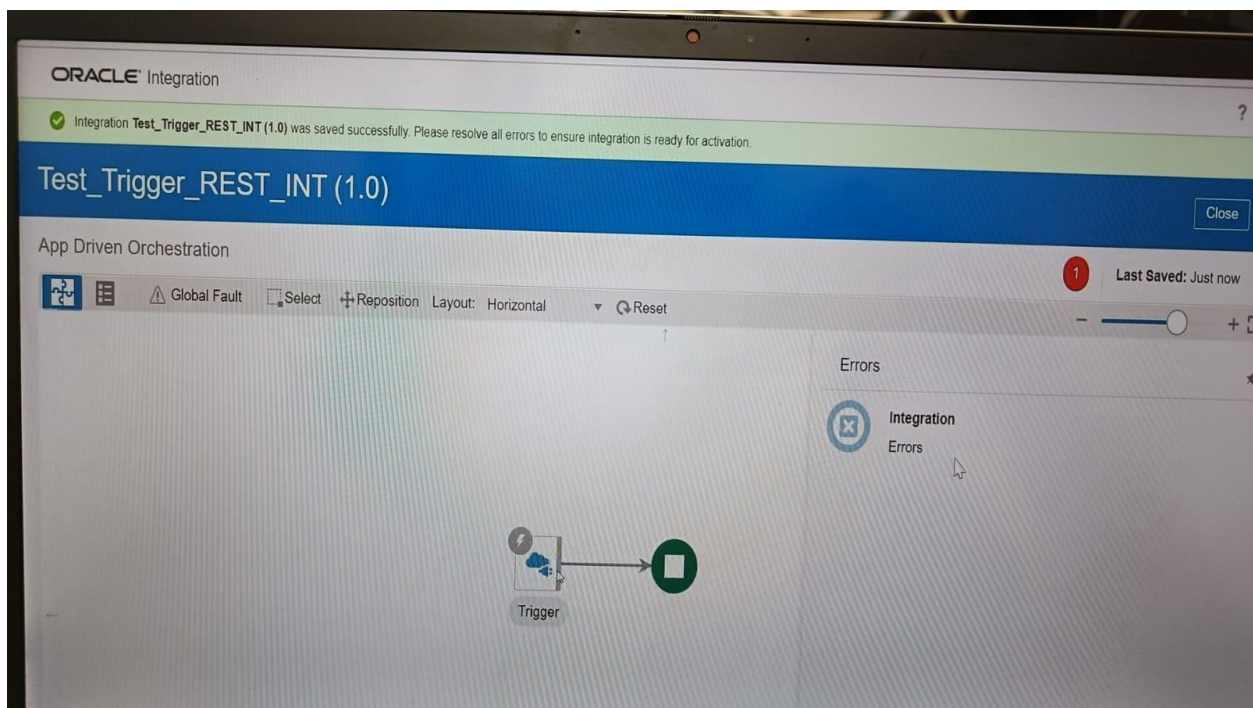 ORACLE Integration
?
Integration Test_Trigger_REST_INT (1.0) was saved successfully. Please resolve all errors to ensure integration is ready for activation.
Test_Trigger_REST_INT (1.0)
Close
App Driven Orchestration
1 Last Saved: Just now
Global Fault Select Reposition Layout: Horizontal Reset
Errors
Integration
Errors
Trigger